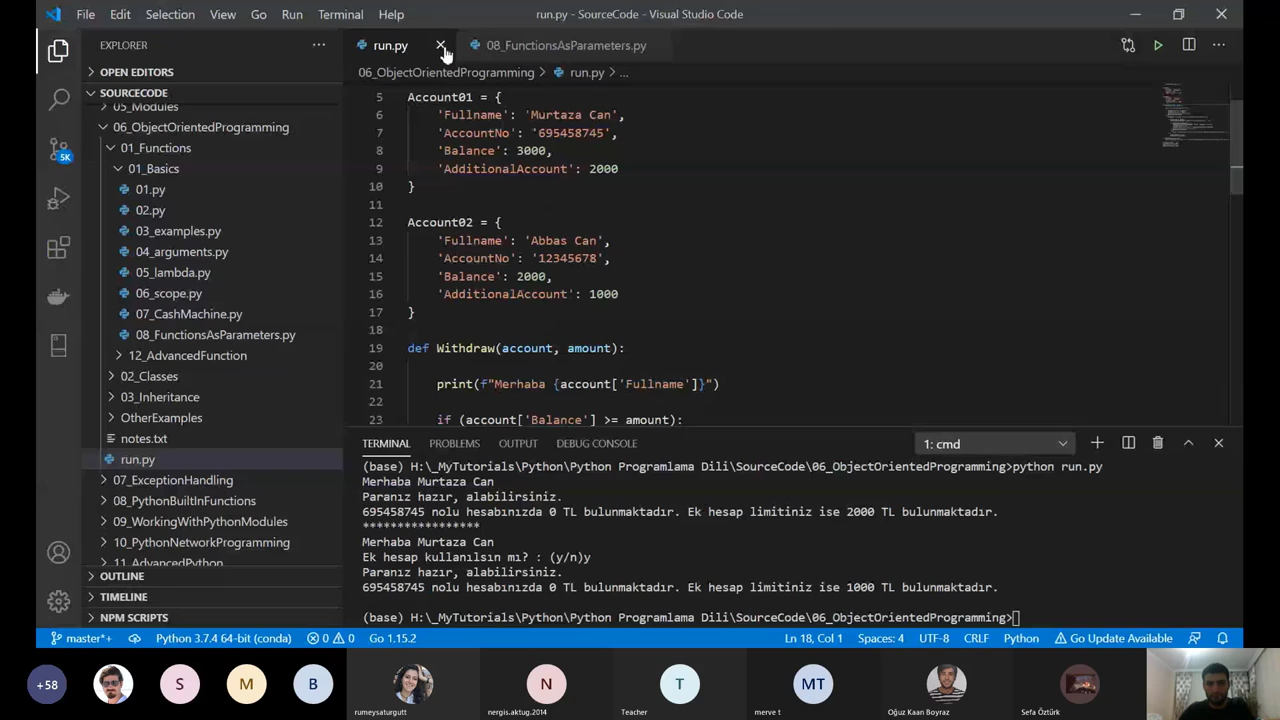 File Edit Selection View Go Run Terminal Help
run.py - SourceCode - Visual Studio Code
EXPLORER
OPEN EDITORS
SOURCECODE
05_Modules
06_ObjectOrientedProgramming
01_Functions
01_Basics
01.py
02.py
03_examples.py
04_arguments.py
05_lambda.py
06_scope.py
07_CashMachine.py
08_FunctionsAsParameters.py
12_AdvancedFunction
02_Classes
03_Inheritance
OtherExamples
notes.txt
run.py
07_ExceptionHandling
08_PythonBuiltInFunctions
09_WorkingWithPythonModules
10_PythonNetworkProgramming
11_AdvancedPython
OUTLINE
TIMELINE
NPM SCRIPTS
5K
run.py
08_FunctionsAsParameters.py
06_ObjectOrientedProgramming > run.py > ...
5 Account01 = {
6 'Fullname': 'Murtaza Can',
7 'AccountNo': '695458745',
8 'Balance': 3000,
9 'AdditionalAccount': 2000
10 }
11
12 Account02 = {
13 'Fullname': 'Abbas Can',
14 'AccountNo': '12345678',
15 'Balance': 2000,
16 'AdditionalAccount': 1000
17 }
18
19 def Withdraw(account, amount):
20
21 print(f"Merhaba {account['Fullname']}")
22
23 if (account['Balance'] >= amount):
TERMINAL PROBLEMS OUTPUT DEBUG CONSOLE
1: cmd
(base) H:\_MyTutorials\Python\Python Programlama Dili\SourceCode\06_ObjectOrientedProgramming>python run.py
Merhaba Murtaza Can
Paranız hazır, alabilirsiniz.
695458745 nolu hesabınızda 0 TL bulunmaktadır. Ek hesap limitiniz ise 2000 TL bulunmaktadır.
*****************
Merhaba Murtaza Can
Ek hesap kullanılsın mı? : (y/n)y
Paranız hazır, alabilirsiniz.
695458745 nolu hesabınızda 0 TL bulunmaktadır. Ek hesap limitiniz ise 1000 TL bulunmaktadır.
(base) H:\_MyTutorials\Python\Python Programlama Dili\SourceCode\06_ObjectOrientedProgramming>
master*+ Python 3.7.4 64-bit (conda) 0 0 Go 1.15.2
Ln 18, Col 1 Spaces: 4 UTF-8 CRLF Python Go Update Available
+58 S M B N T MT
rumeysaturgutt nergis.aktug.2014 Teacher merve t Oğuz Kaan Boyraz Sefa Öztürk